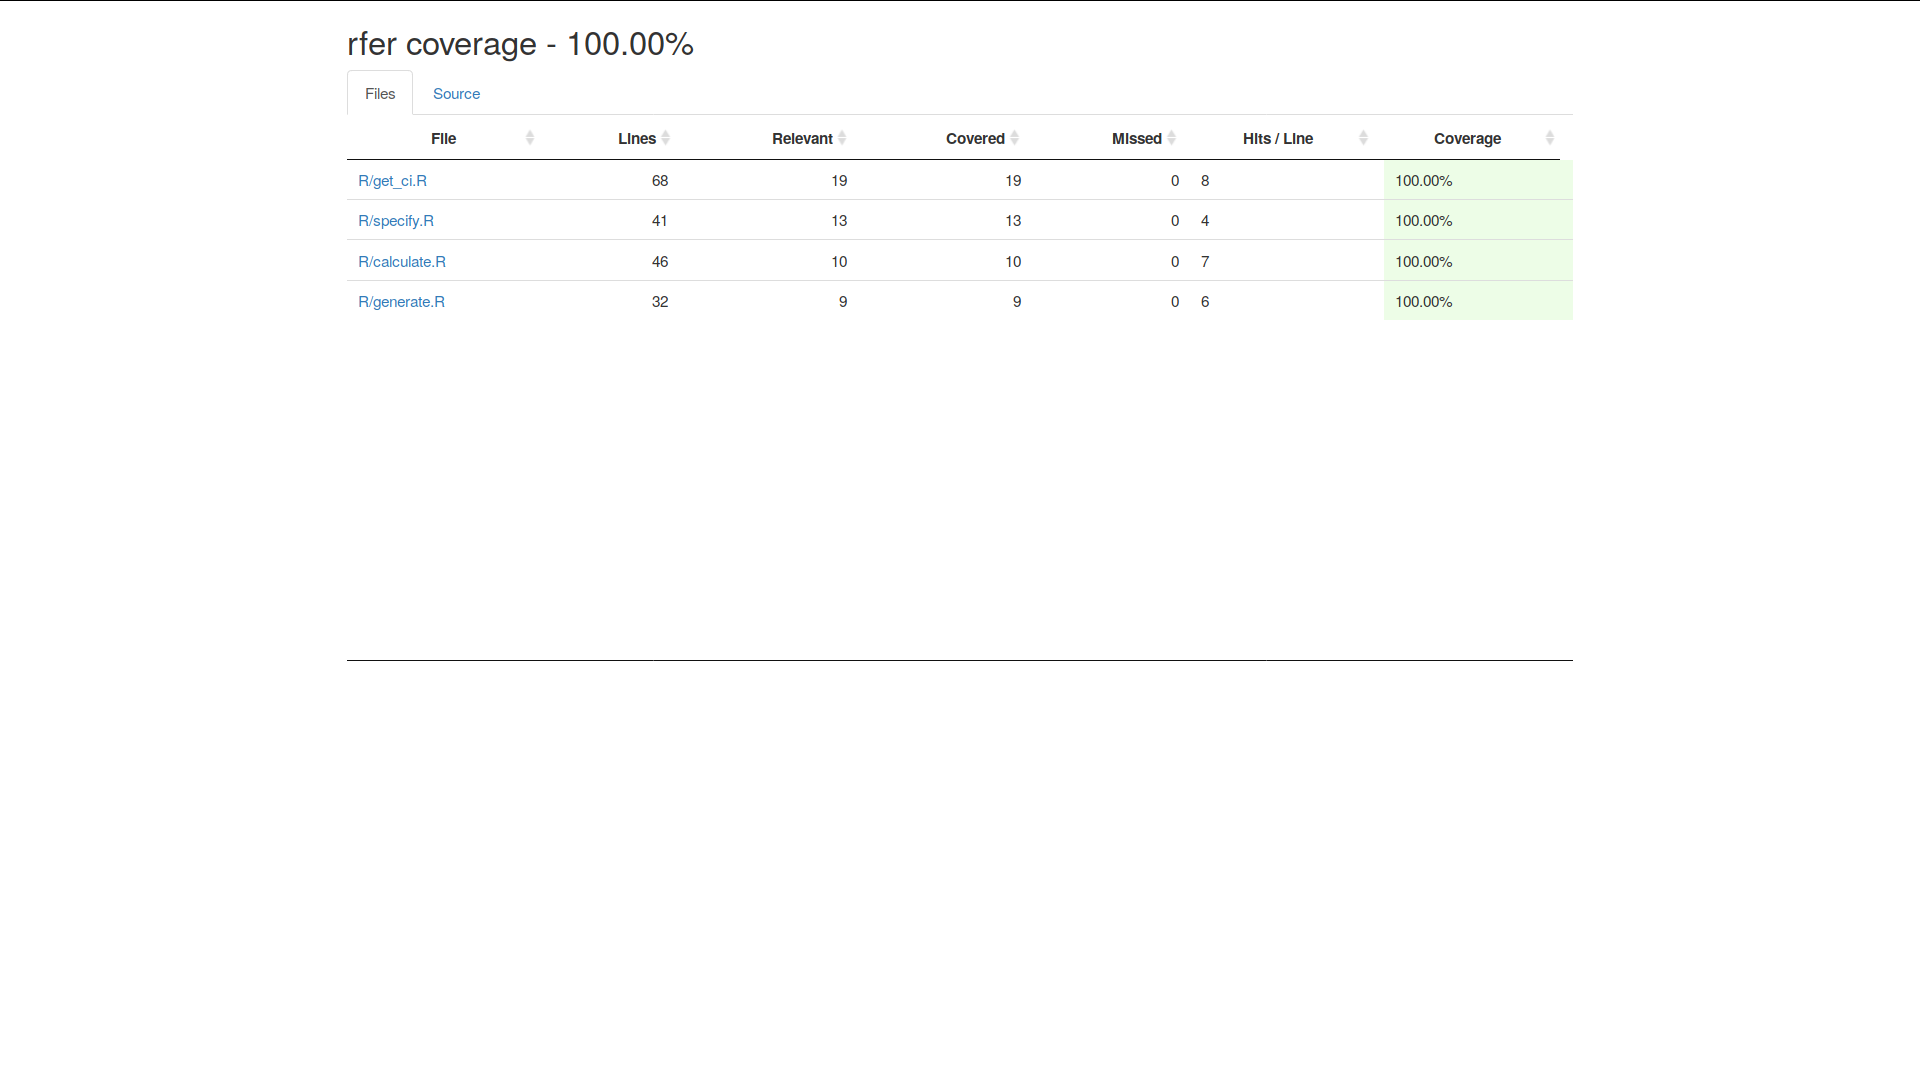 rfer coverage - 100.00%
Files Source
File Lines Relevant Covered Missed Hits / Line Coverage
R/get_ci.R 68 19 19 0 8 100.00%
R/specify.R 41 13 13 0 4 100.00%
R/calculate.R 46 10 10 0 7 100.00%
R/generate.R 32 9 9 0 6 100.00%